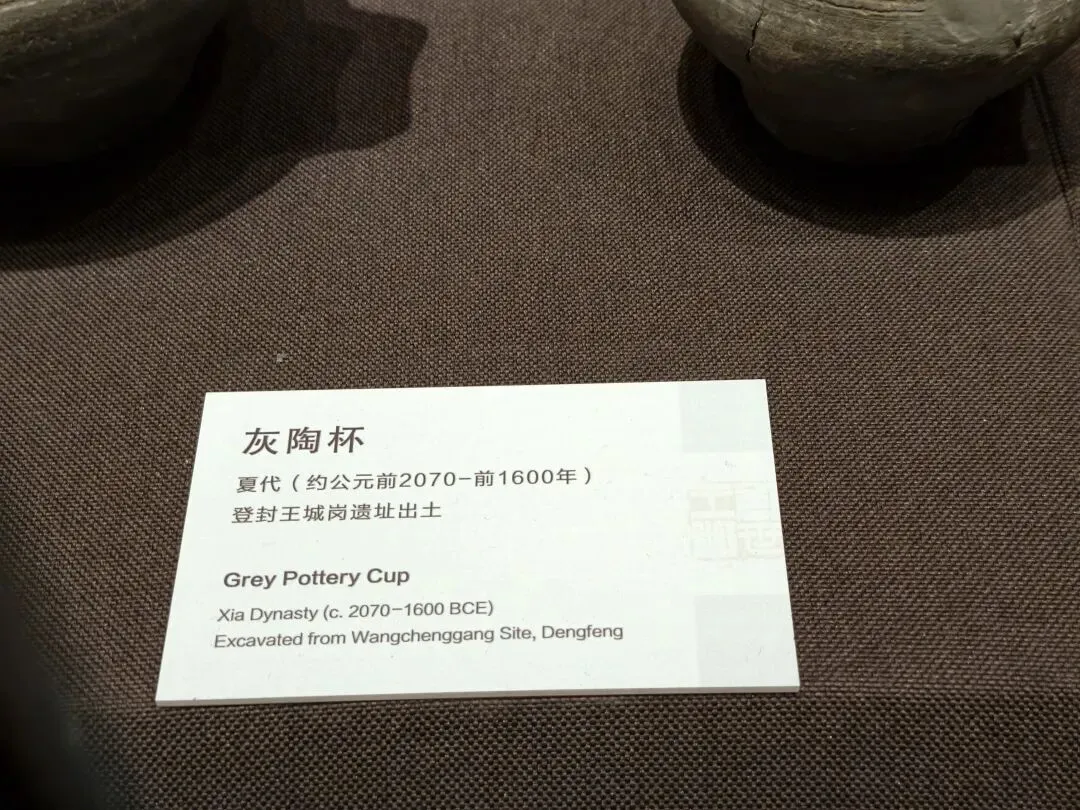 灰陶杯
夏代（约公元前2070-前1600年）
登封王城岗遗址出土
Grey Pottery Cup
Xia Dynasty (c. 2070-1600 BCE)
Excavated from Wangchenggang Site, Dengfeng